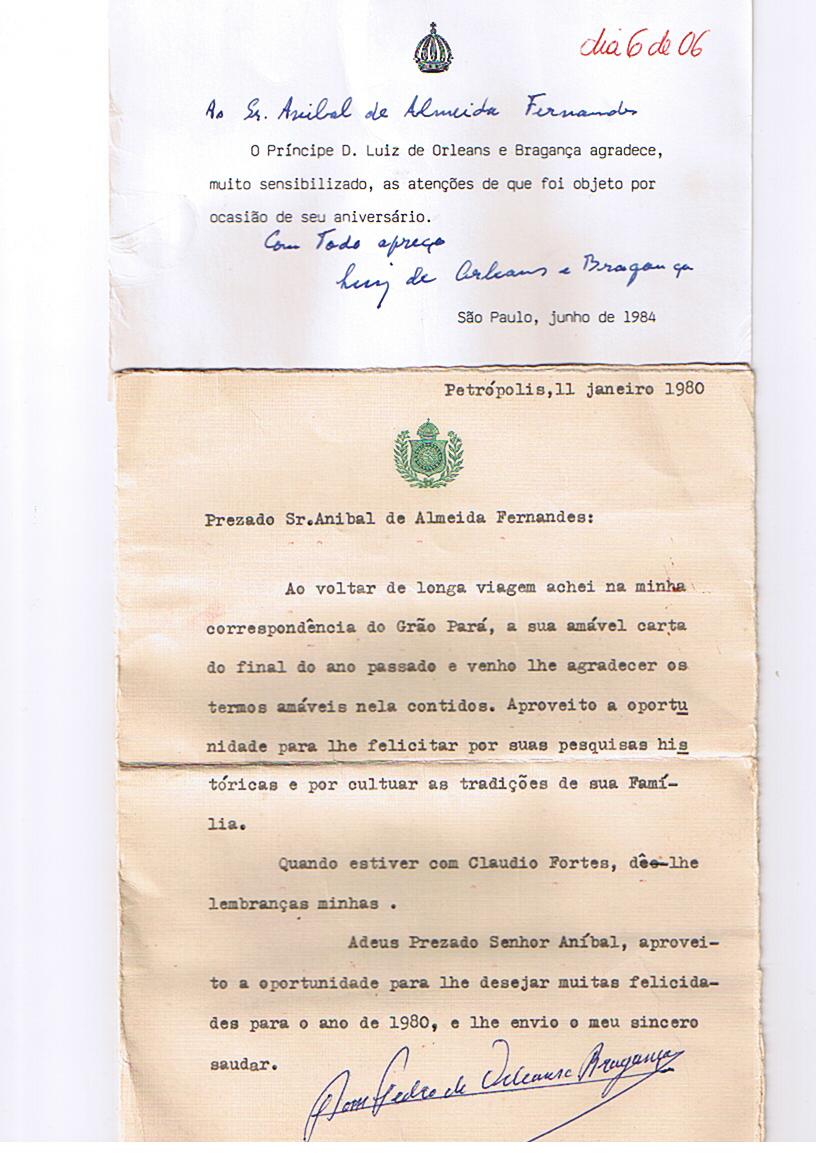 dia 6 de 06
Ao Sr. Anibal de Almeida Fernandes
O Príncipe D. Luiz de Orleans e Bragança agradece,
muito sensibilizado, as atenções de que foi objeto por
ocasião de seu aniversário.
Com todo apreço
Luiz de Orleans e Bragança
São Paulo, junho de 1984
Petrópolis,11 janeiro 1980
Prezado Sr.Anibal de Almeida Fernandes:
Ao voltar de longa viagem achei na minha
correspondência do Grão Pará, a sua amável carta
do final do ano passado e venho lhe agradecer os
termos amáveis nela contidos. Aproveito a oportu
nidade para lhe felicitar por suas pesquisas his
tóricas e por cultuar as tradições de sua Famí-
lia.
Quando estiver com Claudio Fortes, dê-lhe
lembranças minhas .
Adeus Prezado Senhor Aníbal, aprovei-
to a oportunidade para lhe desejar muitas felicida-
des para o ano de 1980, e lhe envio o meu sincero
saudar.
Dom Pedro de Orleans e Bragança